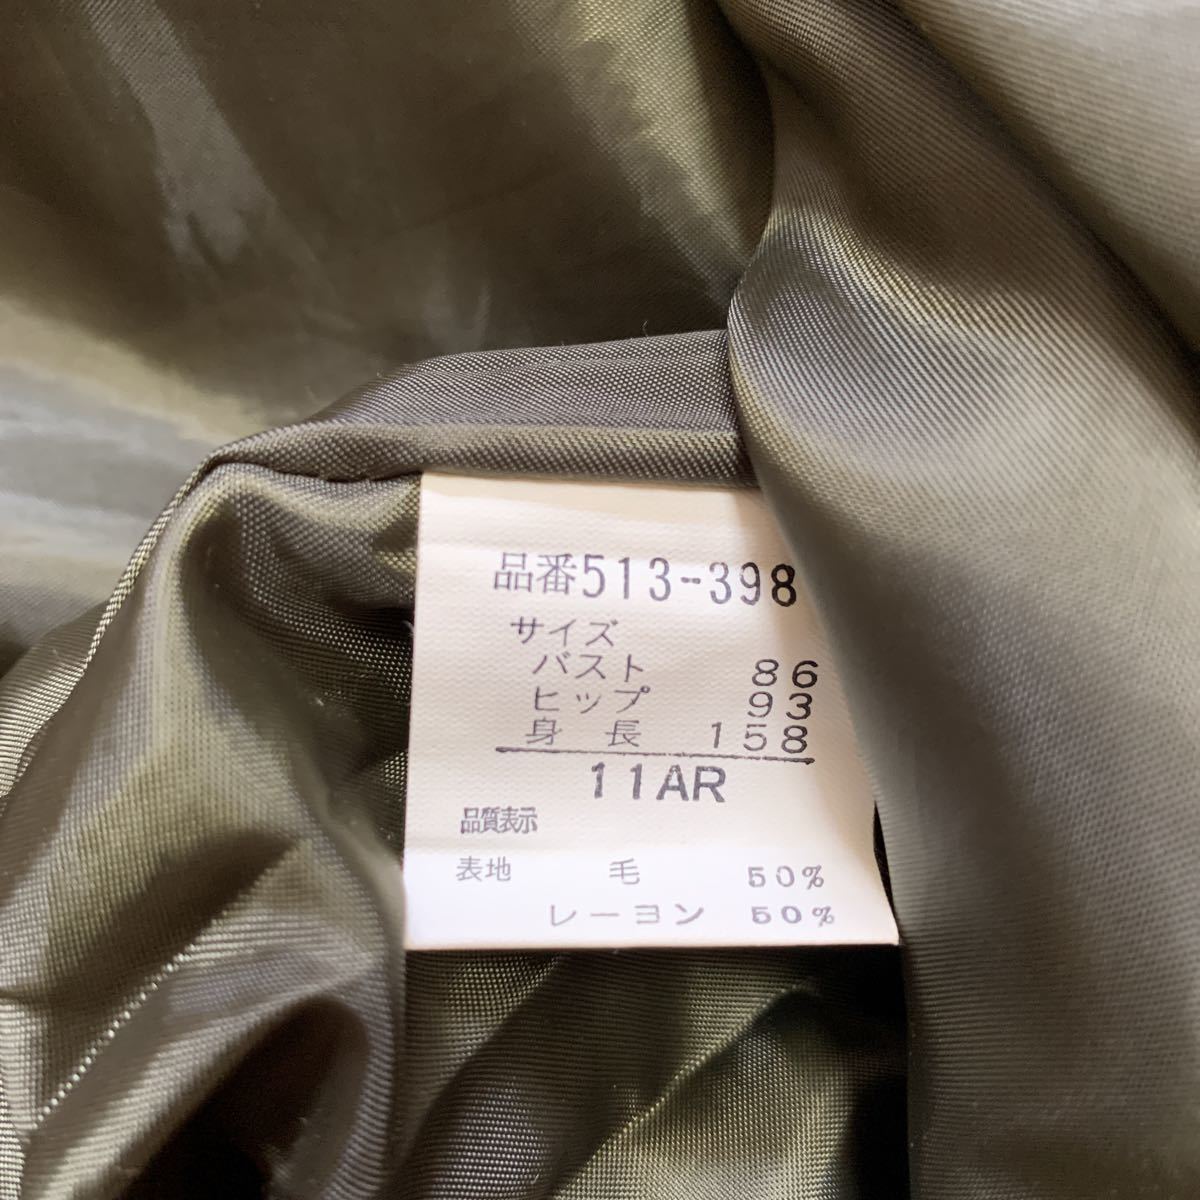 品番513-398
サイズ
バスト 86
ヒップ 93
身長 158
11AR
品質表示
表地 毛 50%
レーヨン 50%